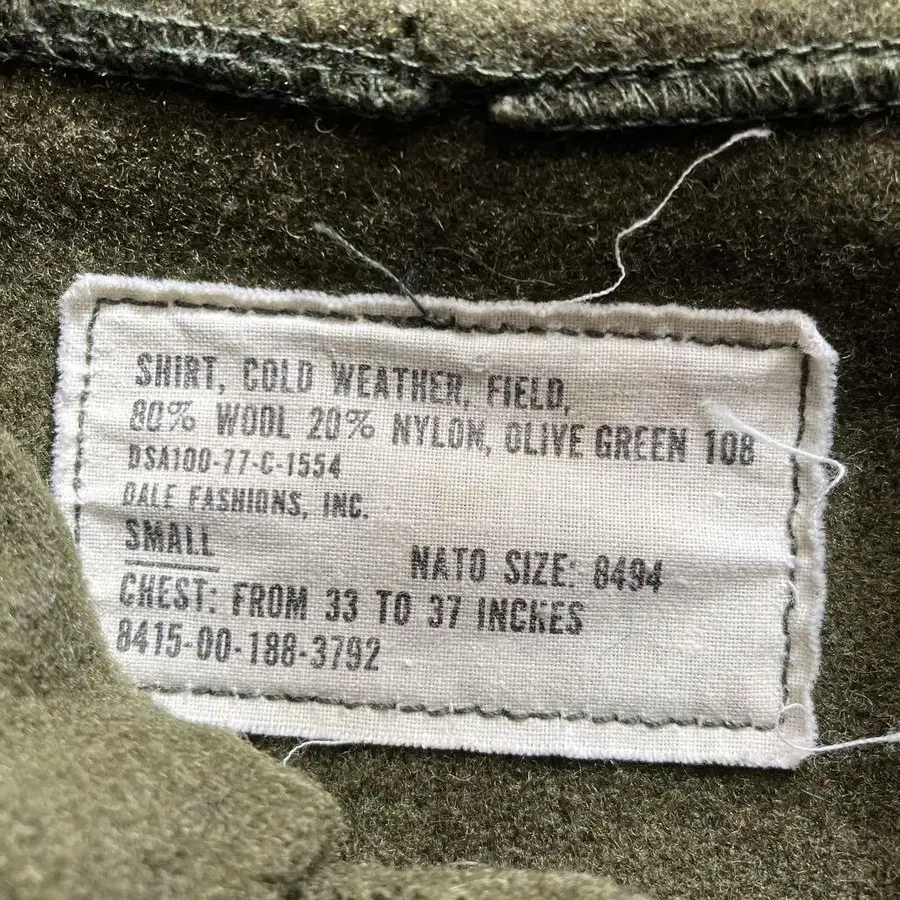 SHIRT, COLD WEATHER, FIELD,
80% WOOL 20% NYLON, OLIVE GREEN 108
DSA100-77-C-1554
DALE FASHIONS, INC.
SMALL NATO SIZE: 8494
CHEST: FROM 33 TO 37 INCHES
8415-00-188-3792